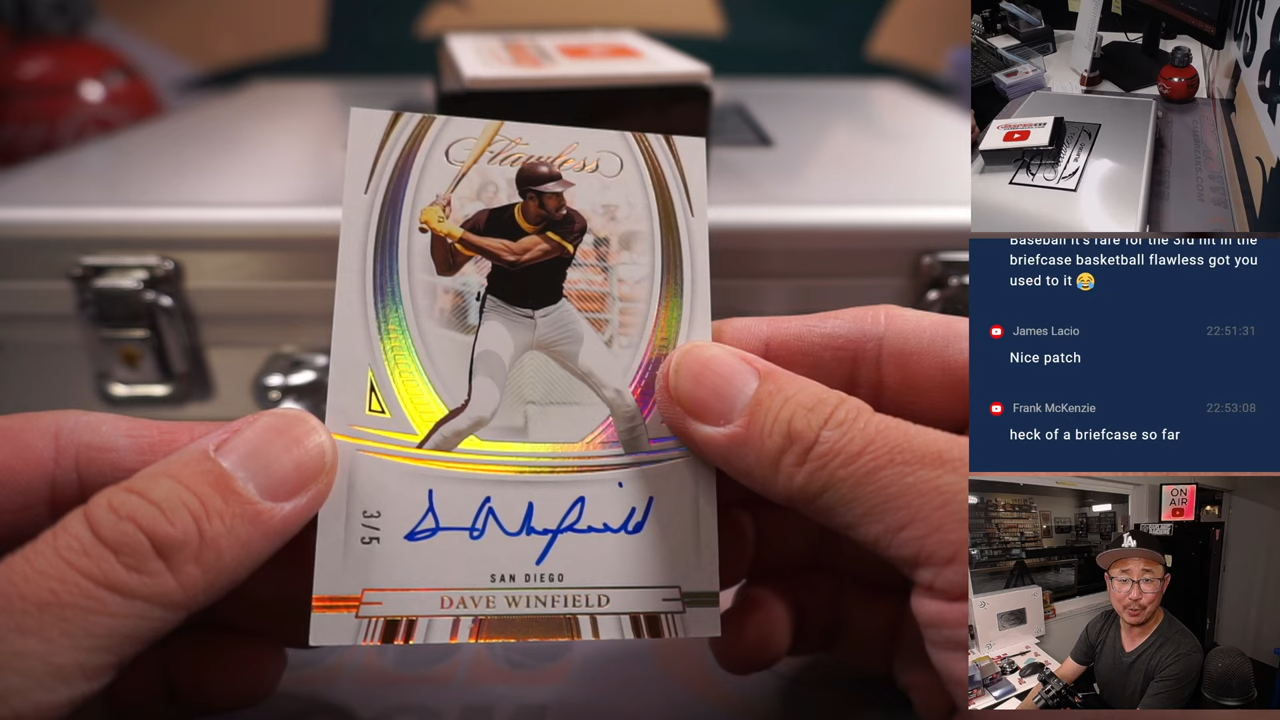 Flawless
3/5
D Winfield
SAN DIEGO
DAVE WINFIELD
Baseball it's rare for the 3rd hit in the
briefcase basketball flawless got you
used to it 😂
James Lacio
22:51:31
Nice patch
Frank McKenzie
22:53:08
heck of a briefcase so far
ON
AIR
LA